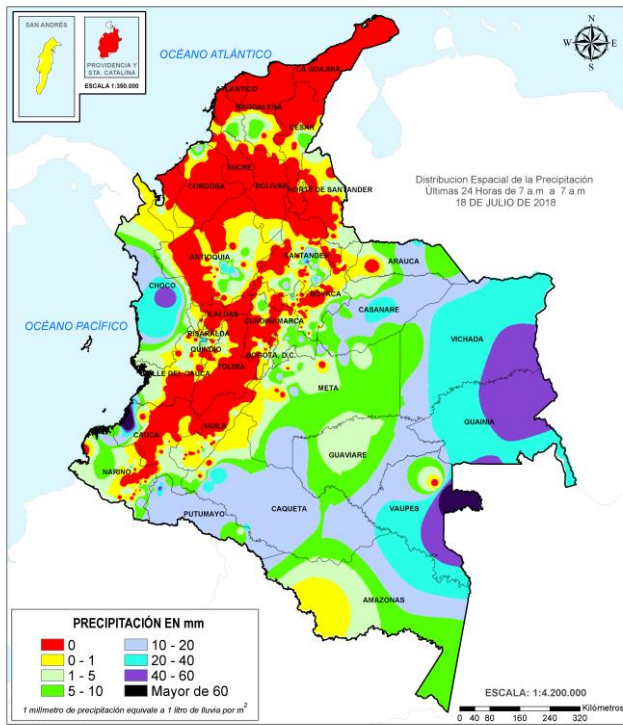 SAN ANDRÉS
PROVIDENCIA Y
STA. CATALINA
ESCALA 1:350.000
OCÉANO ATLÁNTICO
N
W E
S
LA GUAJIRA
ATLANTICO
MAGDALENA
CESAR
Distribucion Espacial de la Precipitación
Últimas 24 Horas de 7 a.m a 7 a.m
18 DE JULIO DE 2018
SUCRE
CORDOBA
BOLIVAR
NORTE DE SANTANDER
ANTIOQUIA
SANTANDER
ARAUCA
CHOCO
BOYACA
CASANARE
OCÉANO PACÍFICO
CALDAS
CUNDINAMARCA
RISARALDA
VICHADA
QUINDIO
BOGOTA, D.C.
TOLIMA
VALLE DEL CAUCA
META
GUAINIA
CAUCA
HUILA
GUAVIARE
NARIÑO
CAQUETA
VAUPES
PUTUMAYO
AMAZONAS
PRECIPITACIÓN EN mm
0 10 - 20
0 - 1 20 - 40
1 - 5 40 - 60
5 - 10 Mayor de 60
1 milimetro de precipitación equivale a 1 litro de lluvia por m²
ESCALA: 1:4.200.000
Kilómetros
0 40 80 160 240 320